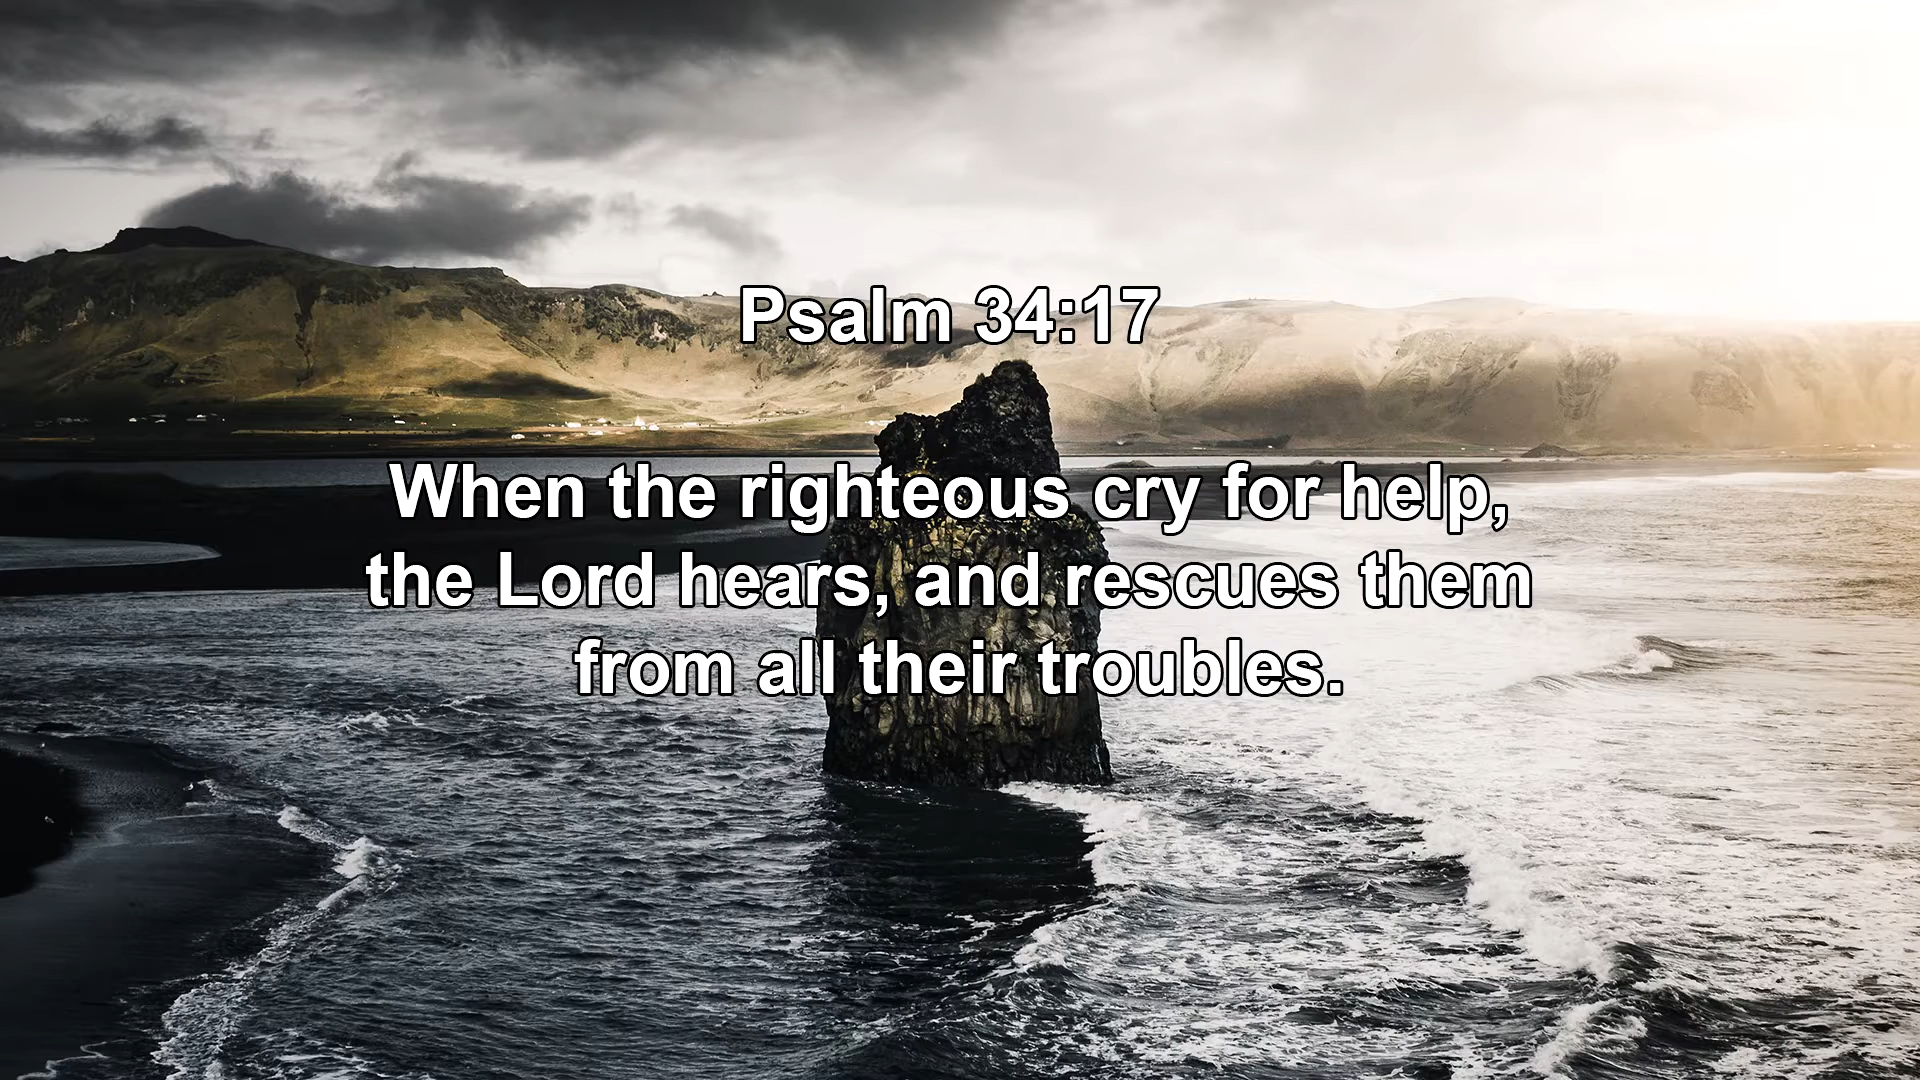 Psalm 34:17
When the righteous cry for help,
the Lord hears, and rescues them
from all their troubles.